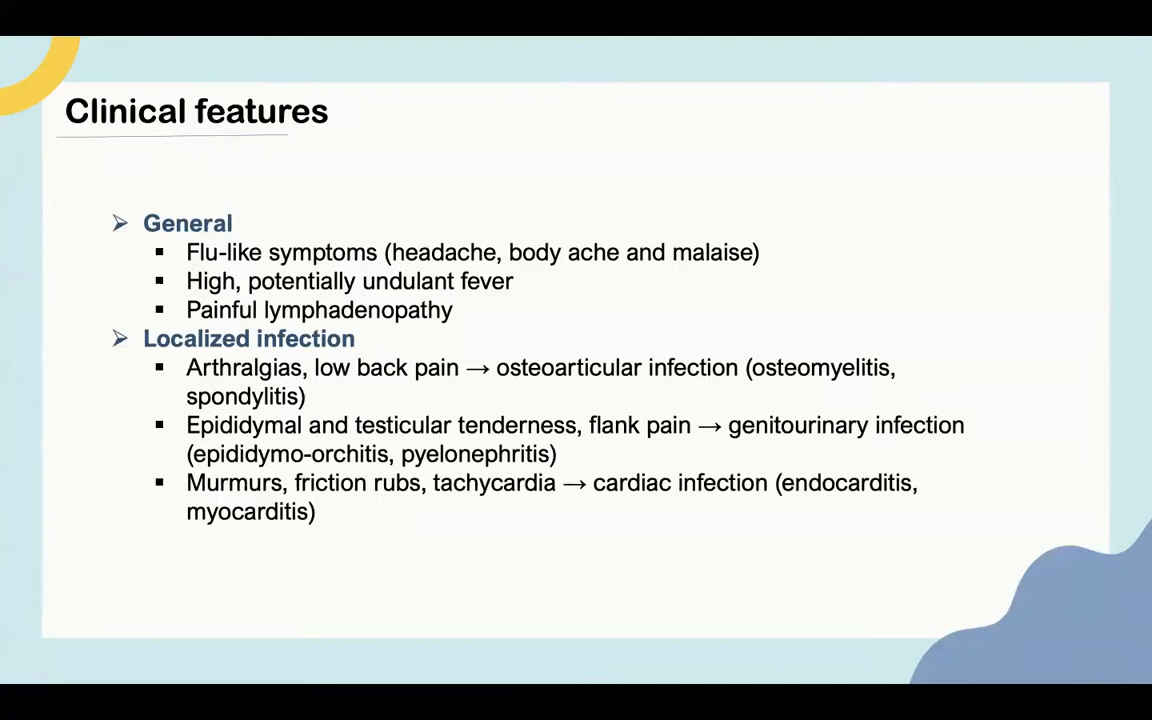 Clinical features
➢ General
▪ Flu-like symptoms (headache, body ache and malaise)
▪ High, potentially undulant fever
▪ Painful lymphadenopathy
➢ Localized infection
▪ Arthralgias, low back pain → osteoarticular infection (osteomyelitis,
spondylitis)
▪ Epididymal and testicular tenderness, flank pain → genitourinary infection
(epididymo-orchitis, pyelonephritis)
▪ Murmurs, friction rubs, tachycardia → cardiac infection (endocarditis,
myocarditis)